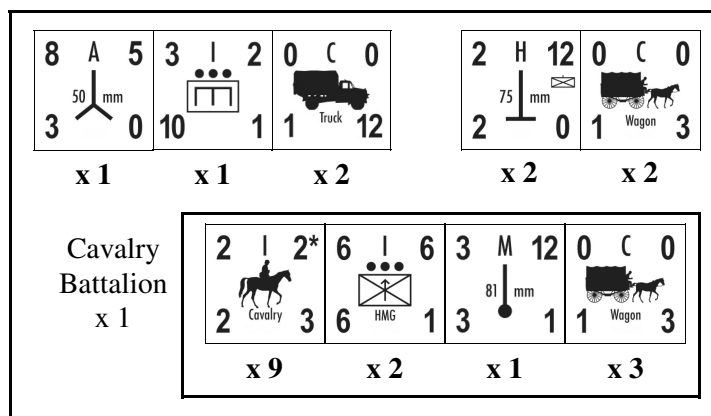 8 A 5 3 I 2 0 C 0 2 H 12 0 C 0
50 mm 75 mm
Truck Wagon
3 0 10 1 1 12 2 0 1 3
x 1 x 1 x 2 x 2 x 2
Cavalry
Battalion
x 1
2 I 2* 6 I 6 3 M 12 0 C 0
81 mm
Cavalry HMG Wagon
2 3 6 1 3 1 1 3
x 9 x 2 x 1 x 3